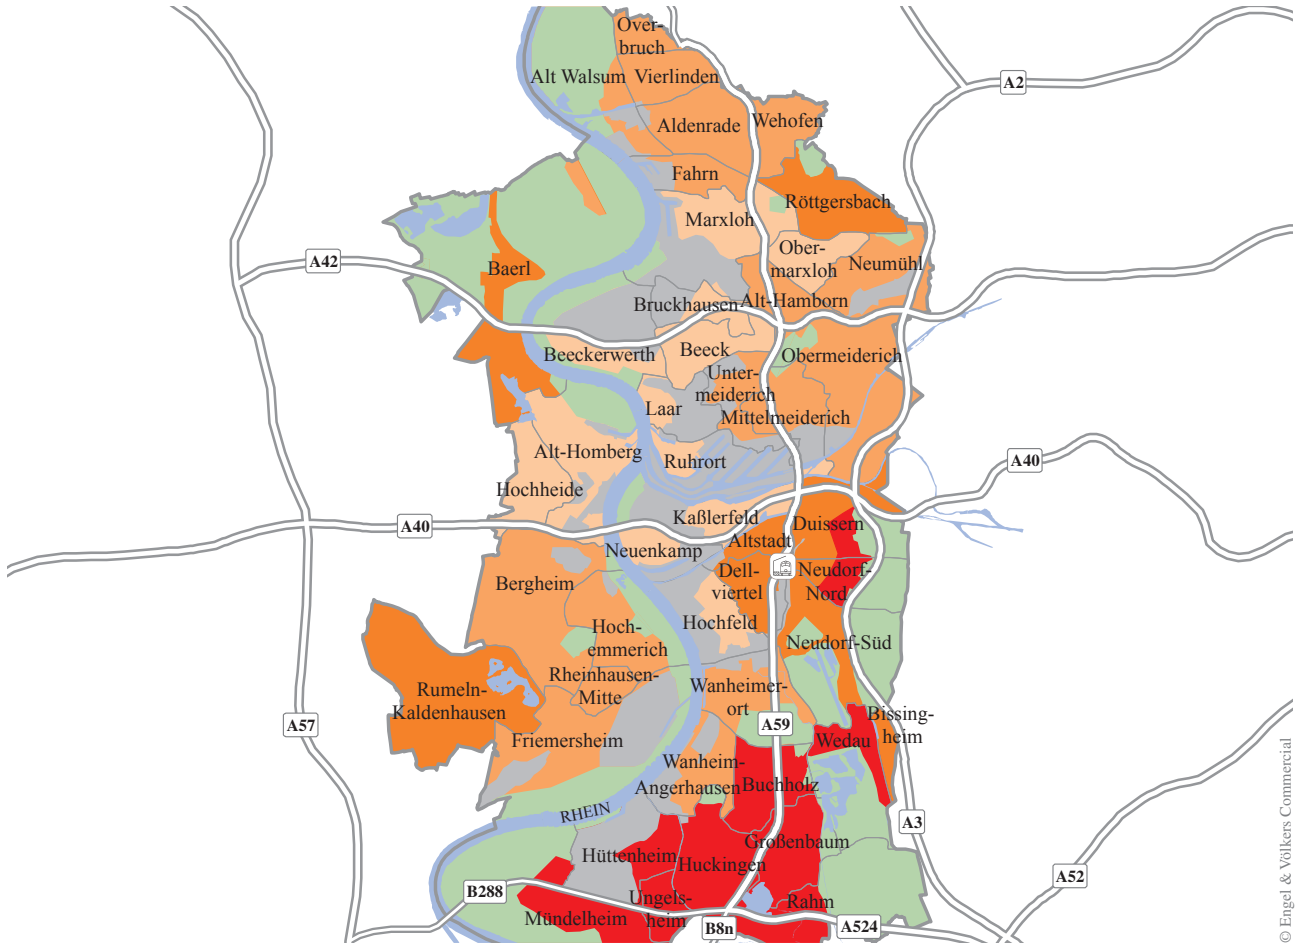 Over-
bruch
Alt Walsum
Vierlinden
A2
Aldenrade
Wehofen
Fahrn
Röttgersbach
Marxloh
Ober-
marxloh
Neumühl
A42
Baerl
Bruckhausen
Alt-Hamborn
Beeckerwerth
Beeck
Obermeiderich
Unter-
meiderich
Laar
Mittelmeiderich
Alt-Homberg
Ruhrort
A40
Hochheide
Kaßlerfeld
Duissern
A40
Altstadt
Neuenkamp
Dell-
viertel
Neudorf-
Nord
Bergheim
Hochfeld
Hoch-
emmerich
Neudorf-Süd
Rheinhausen-
Mitte
Wanheimer-
ort
Rumeln-
Kaldenhausen
Bissing-
heim
A57
A59
Friemersheim
Wedau
Wanheim-
Angerhausen
Buchholz
RHEIN
A3
Großenbaum
Hüttenheim
Huckingen
A52
B288
Ungels-
heim
Rahm
Mündelheim
B8n
A524
© Engel & Völkers Commercial